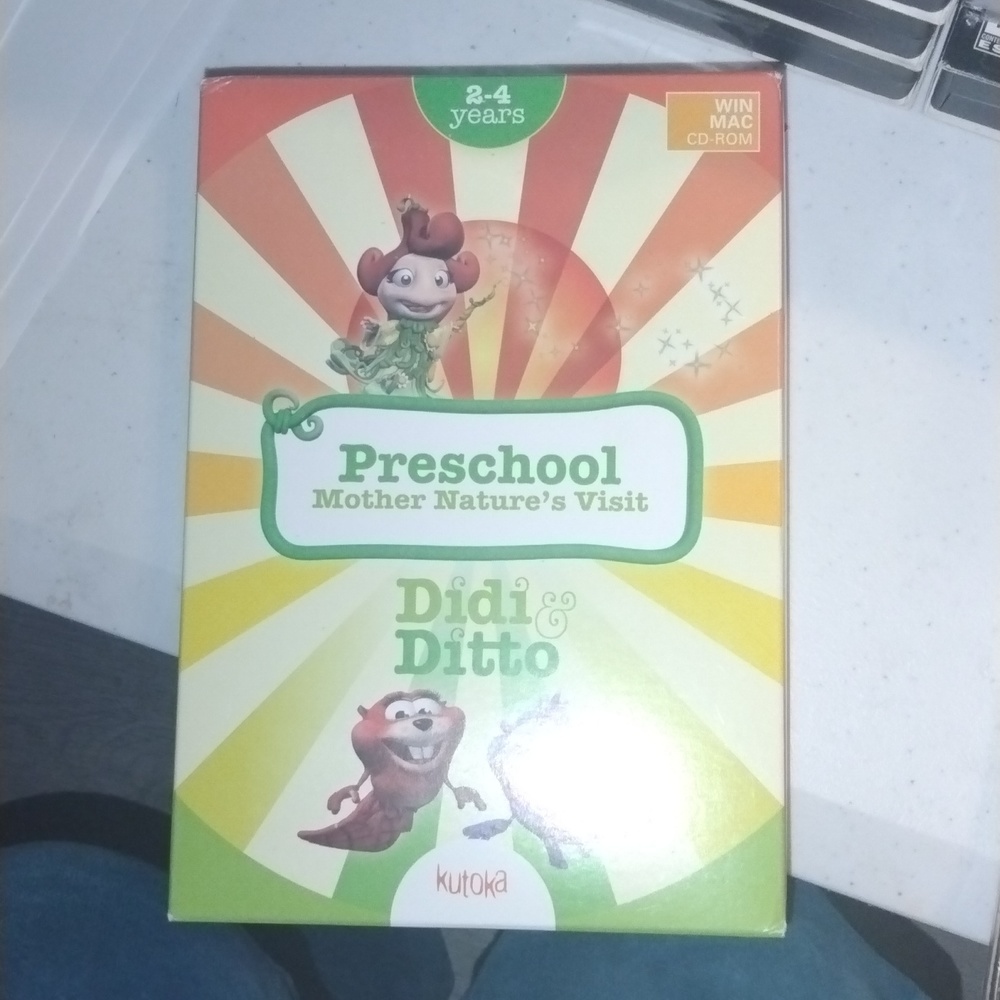 2-4
years
WIN
MAC
CD-ROM
Preschool
Mother Nature's Visit
Didi &
Ditto
kutoka